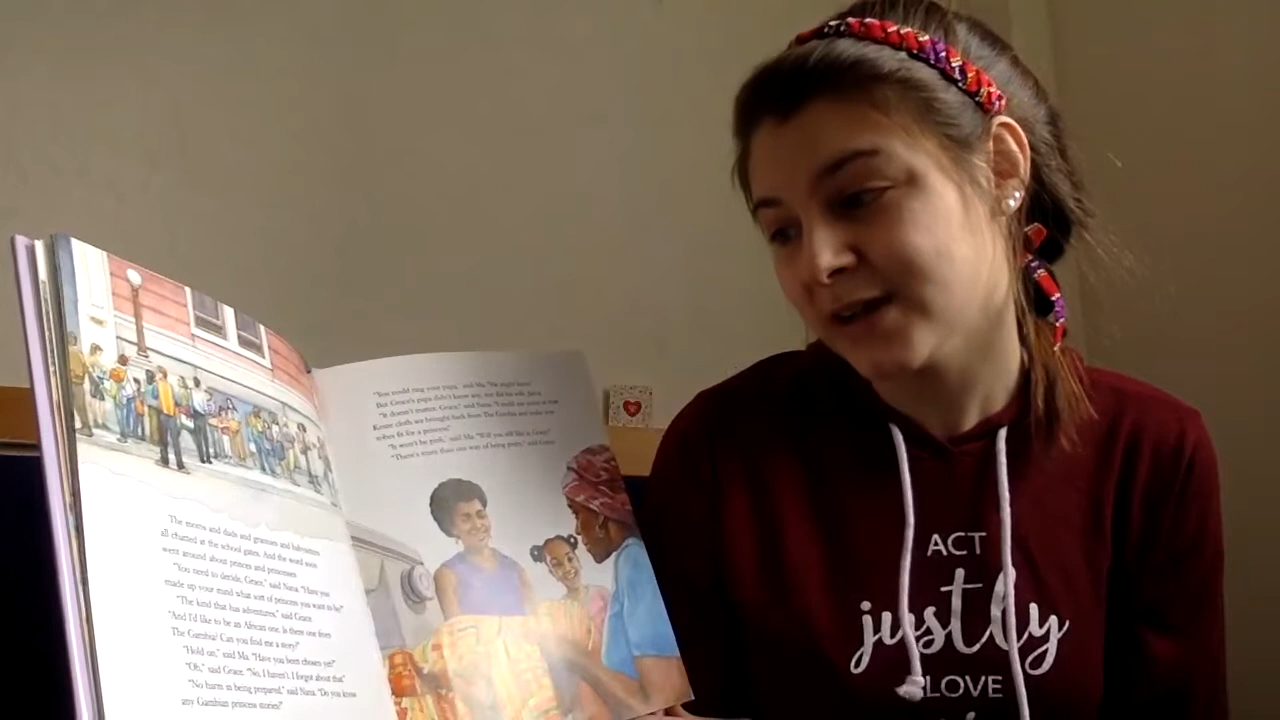 The moms and dads and grannies and babysitters
all chatted at the school gates. And the word soon
went around about princes and princesses.
"You need to decide, Grace," said Nana. "Have you
made up your mind what sort of princess you want to be?"
"The kind that has adventures," said Grace.
"And I'd like to be an African one. Is there one from
The Gambia? Can you find me a story?"
"Hold on," said Ma. "Have you been chosen yet?"
"Oh," said Grace. "No, I haven't. I forgot about that."
"No harm in being prepared," said Nana. "Do you know
any Gambian princess stories?"
"You could ring your papa," said Ma. "He might know."
But Grace's papa didn't know any, nor did his wife, Jatou.
"It doesn't matter, Grace," said Nana. "I could use some of that
Kente cloth we brought back from The Gambia and make you
robes fit for a princess."
"It won't be pink," said Ma. "Will you still like it, Grace?"
"There's more than one way of being pretty," said Grace.
ACT
justly
LOVE